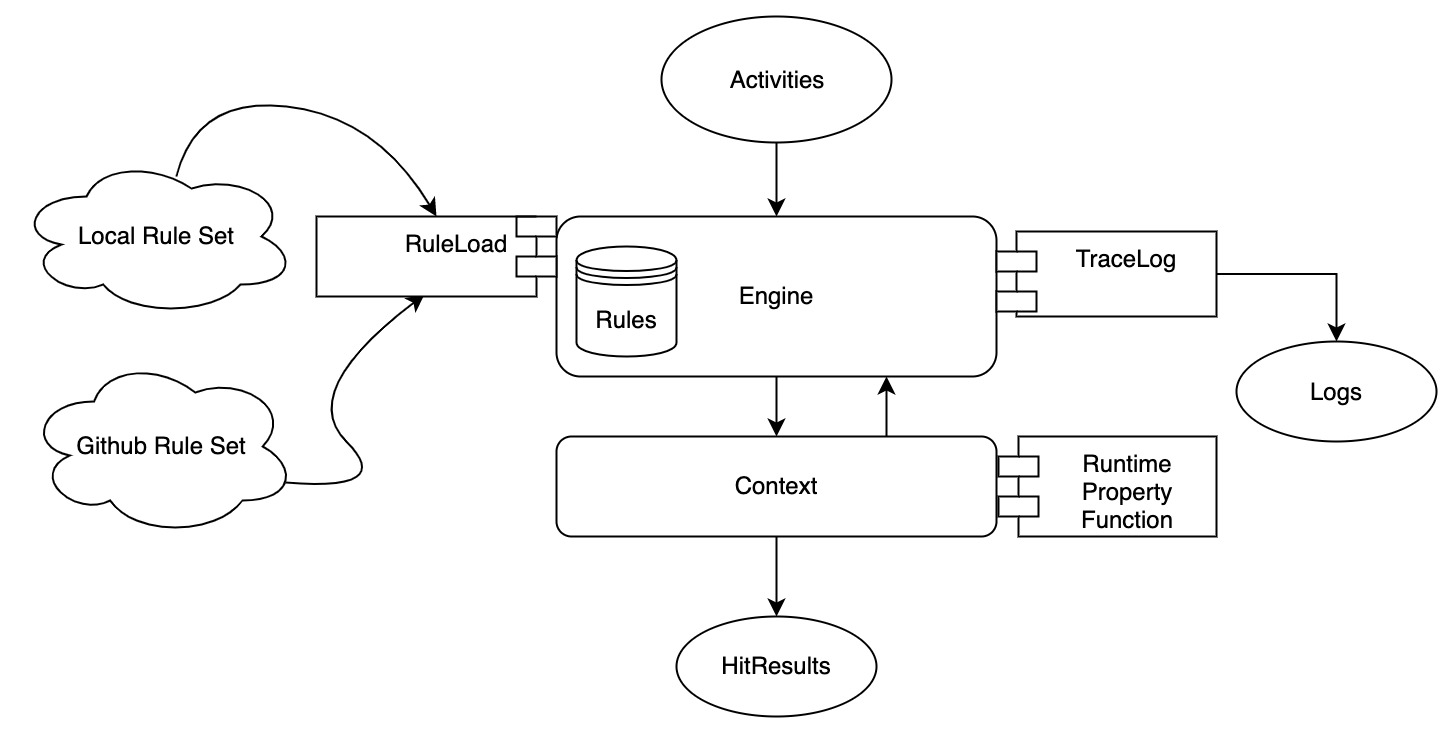 Activities
Local Rule Set
RuleLoad
TraceLog
Engine
Rules
Logs
Github Rule Set
Context
Runtime
Property
Function
HitResults